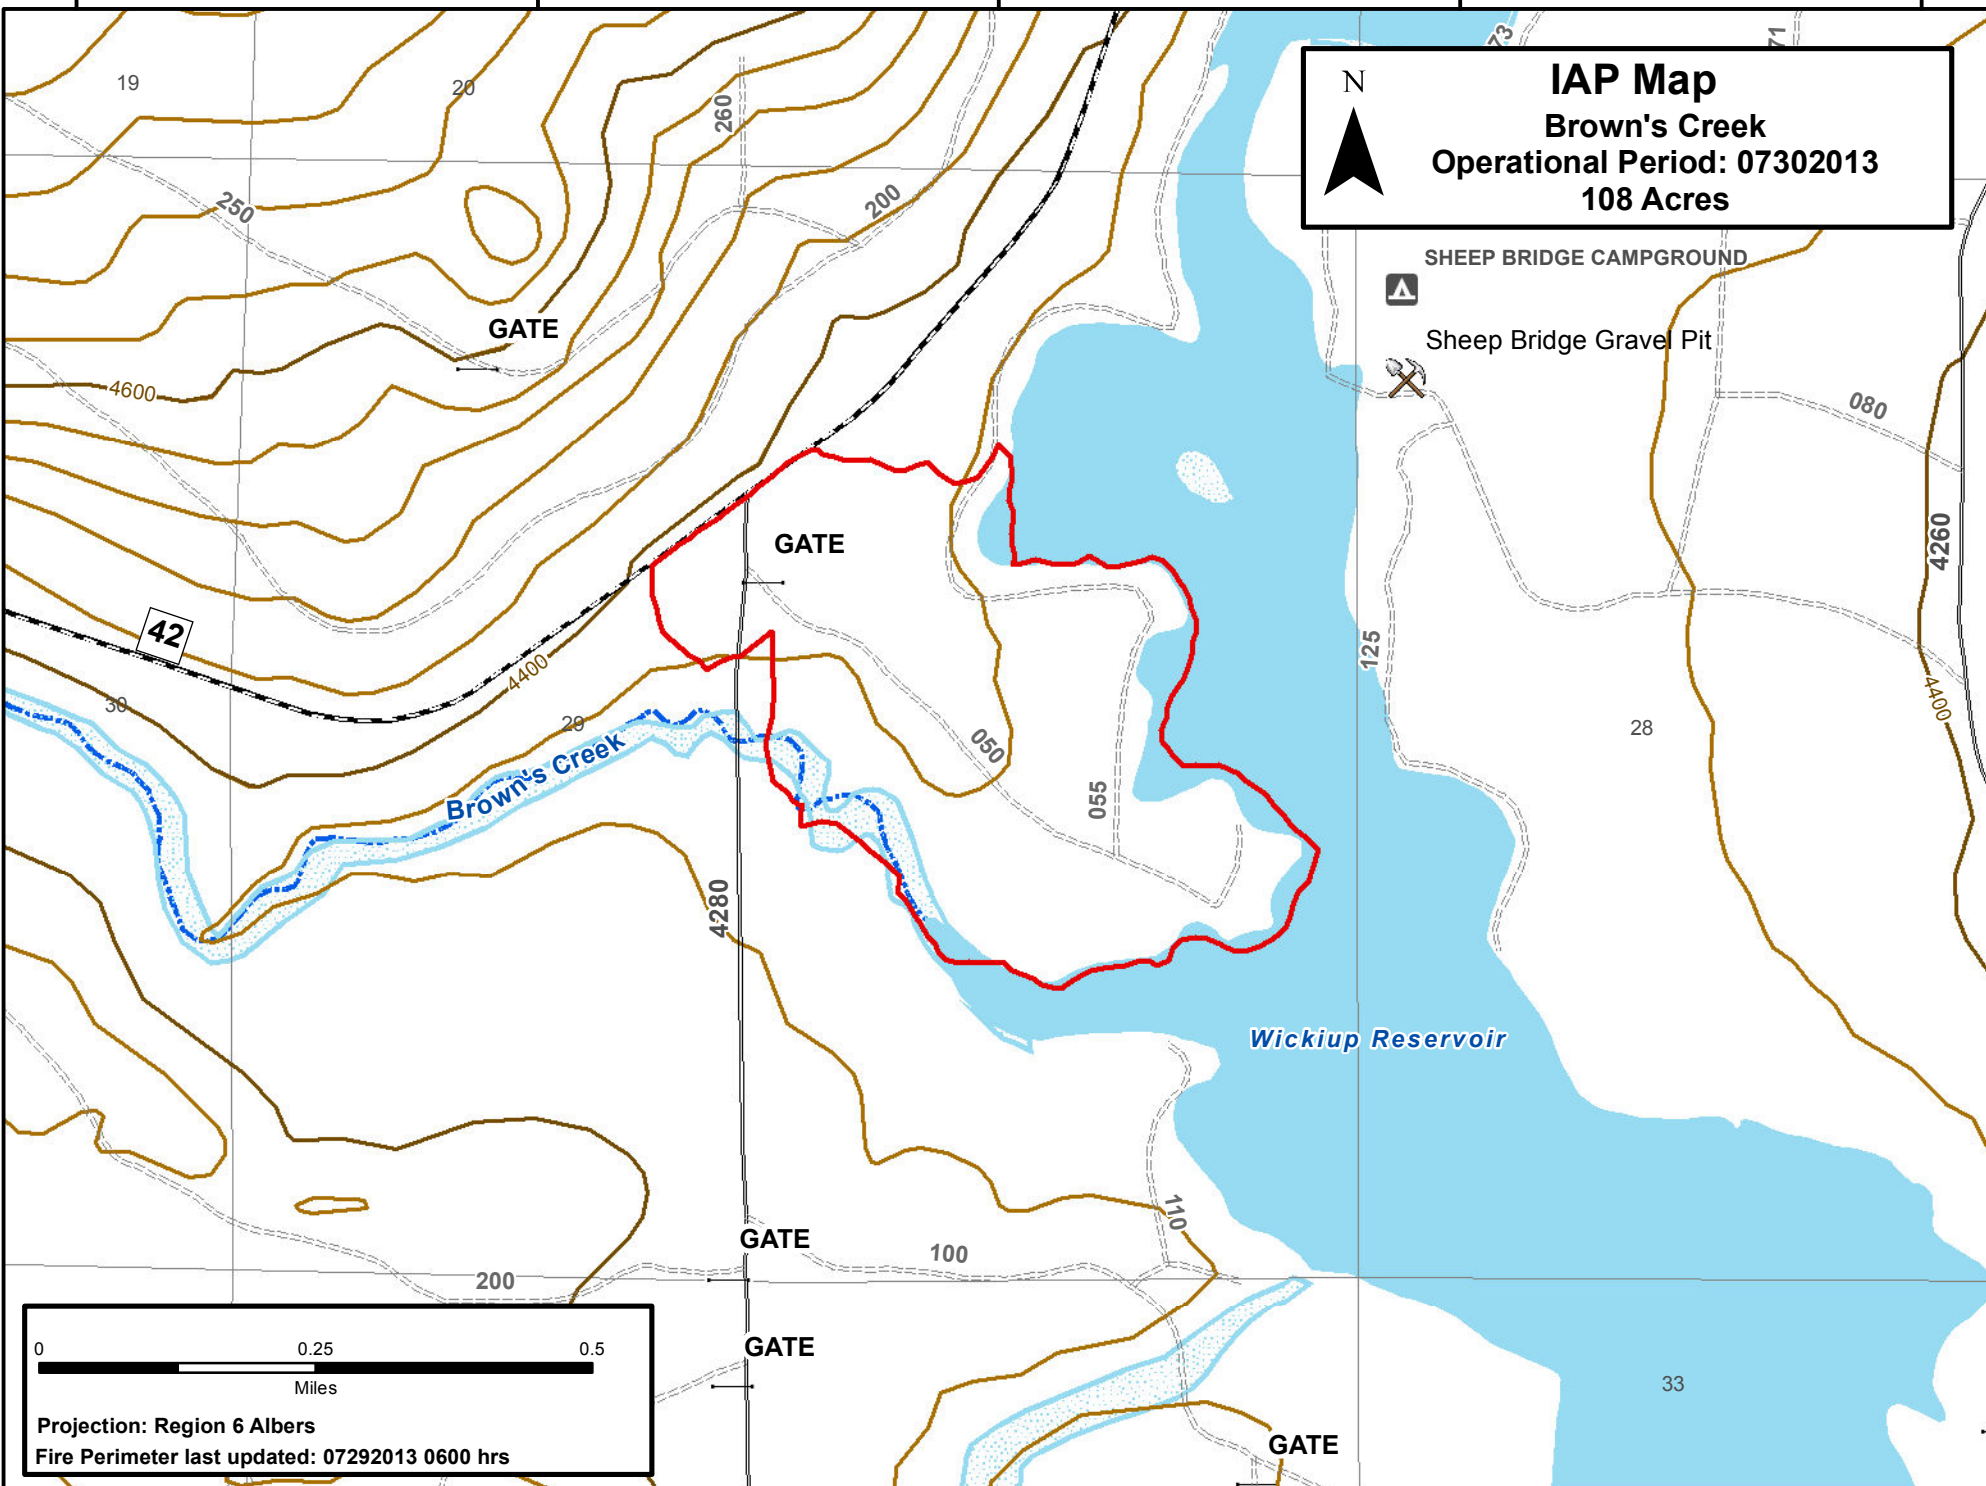 73
71
N
IAP Map
Brown's Creek
Operational Period: 07302013
108 Acres
19
20
260
250
200
SHEEP BRIDGE CAMPGROUND
GATE
Sheep Bridge Gravel Pit
4600
080
GATE
4260
42
125
4400
4400
30
29
28
050
Brown's Creek
055
4280
Wickiup Reservoir
110
GATE
100
200
GATE
33
GATE
0 0.25 0.5
Miles
Projection: Region 6 Albers
Fire Perimeter last updated: 07292013 0600 hrs